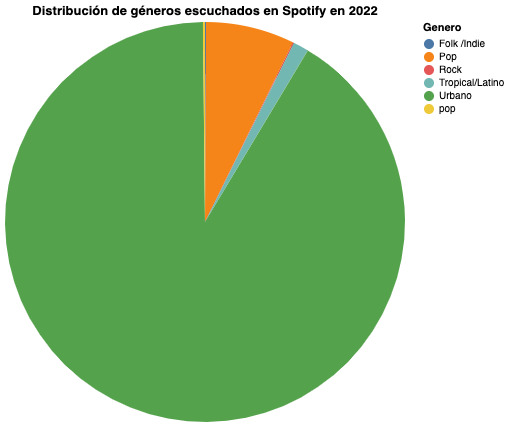 Distribución de géneros escuchados en Spotify en 2022
Genero
Folk /Indie
Pop
Rock
Tropical/Latino
Urbano
pop